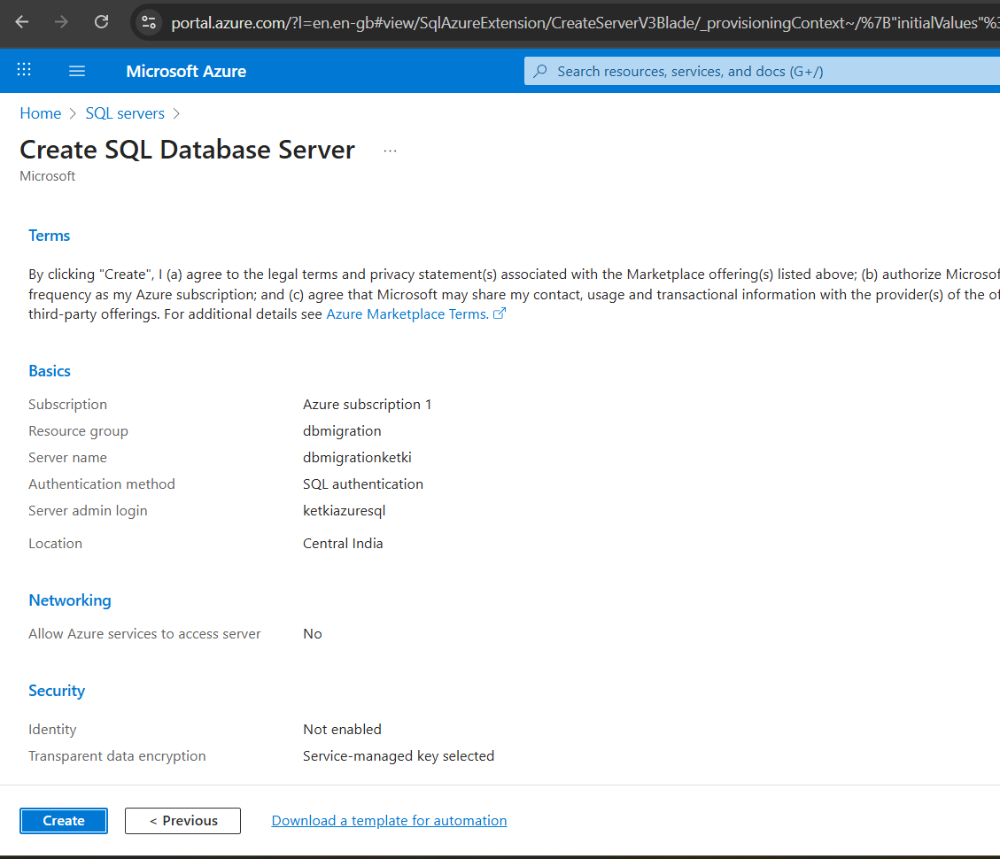 portal.azure.com/?l=en.en-gb#view/SqlAzureExtension/CreateServerV3Blade/_provisioningContext~/%7B"initialValues"%3
Microsoft Azure
Search resources, services, and docs (G+/)
Home > SQL servers >
Create SQL Database Server ...
Microsoft
Terms
By clicking "Create", I (a) agree to the legal terms and privacy statement(s) associated with the Marketplace offering(s) listed above; (b) authorize Microsof
frequency as my Azure subscription; and (c) agree that Microsoft may share my contact, usage and transactional information with the provider(s) of the of
third-party offerings. For additional details see Azure Marketplace Terms.
Basics
Subscription Azure subscription 1
Resource group dbmigration
Server name dbmigrationketki
Authentication method SQL authentication
Server admin login ketkiazuresql
Location Central India
Networking
Allow Azure services to access server No
Security
Identity Not enabled
Transparent data encryption Service-managed key selected
Create < Previous Download a template for automation